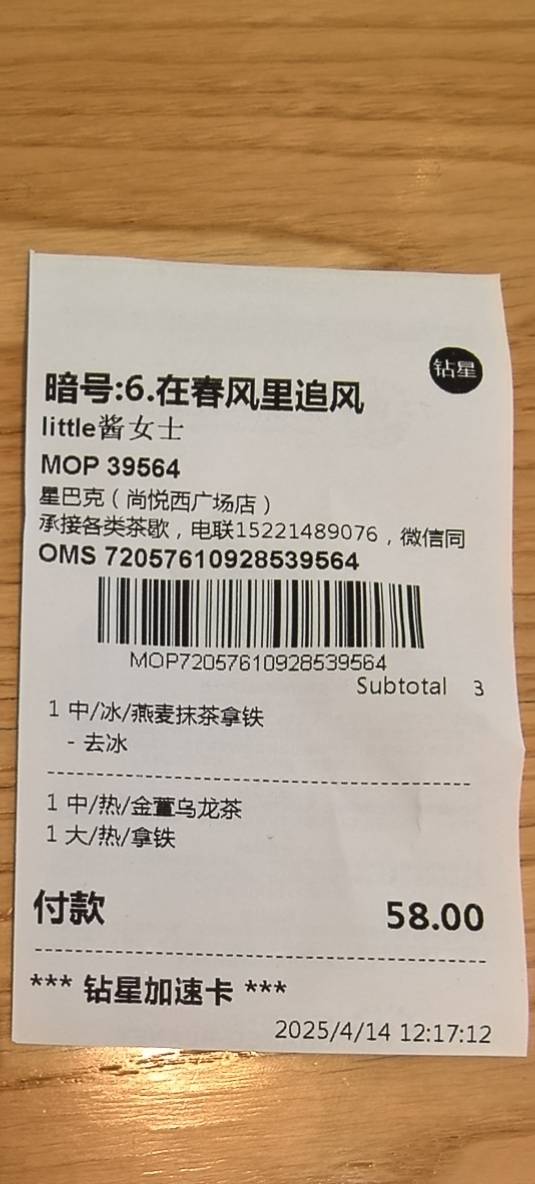 钻星
暗号:6.在春风里追风
little酱女士
MOP 39564
星巴克（尚悦西广场店）
承接各类茶歇，电联15221489076，微信同
OMS 72057610928539564
MOP72057610928539564
Subtotal 3
1 中/冰/燕麦抹茶拿铁
- 去冰
1 中/热/金萱乌龙茶
1 大/热/拿铁
付款 58.00
*** 钻星加速卡 ***
2025/4/14 12:17:12